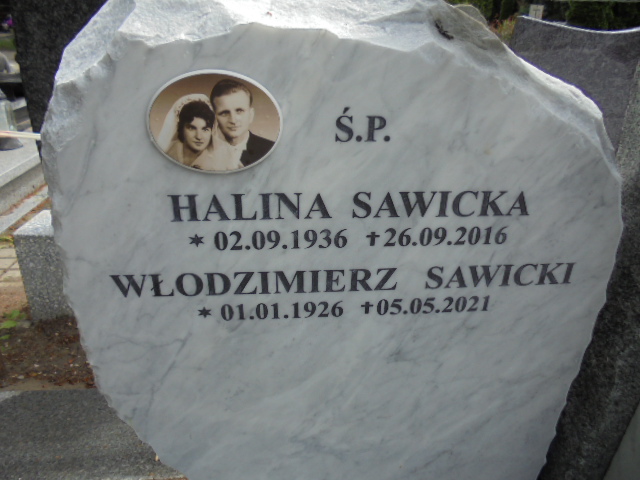 Ś.P.
HALINA SAWICKA
* 02.09.1936 ✝ 26.09.2016
WŁODZIMIERZ SAWICKI
* 01.01.1926 ✝ 05.05.2021